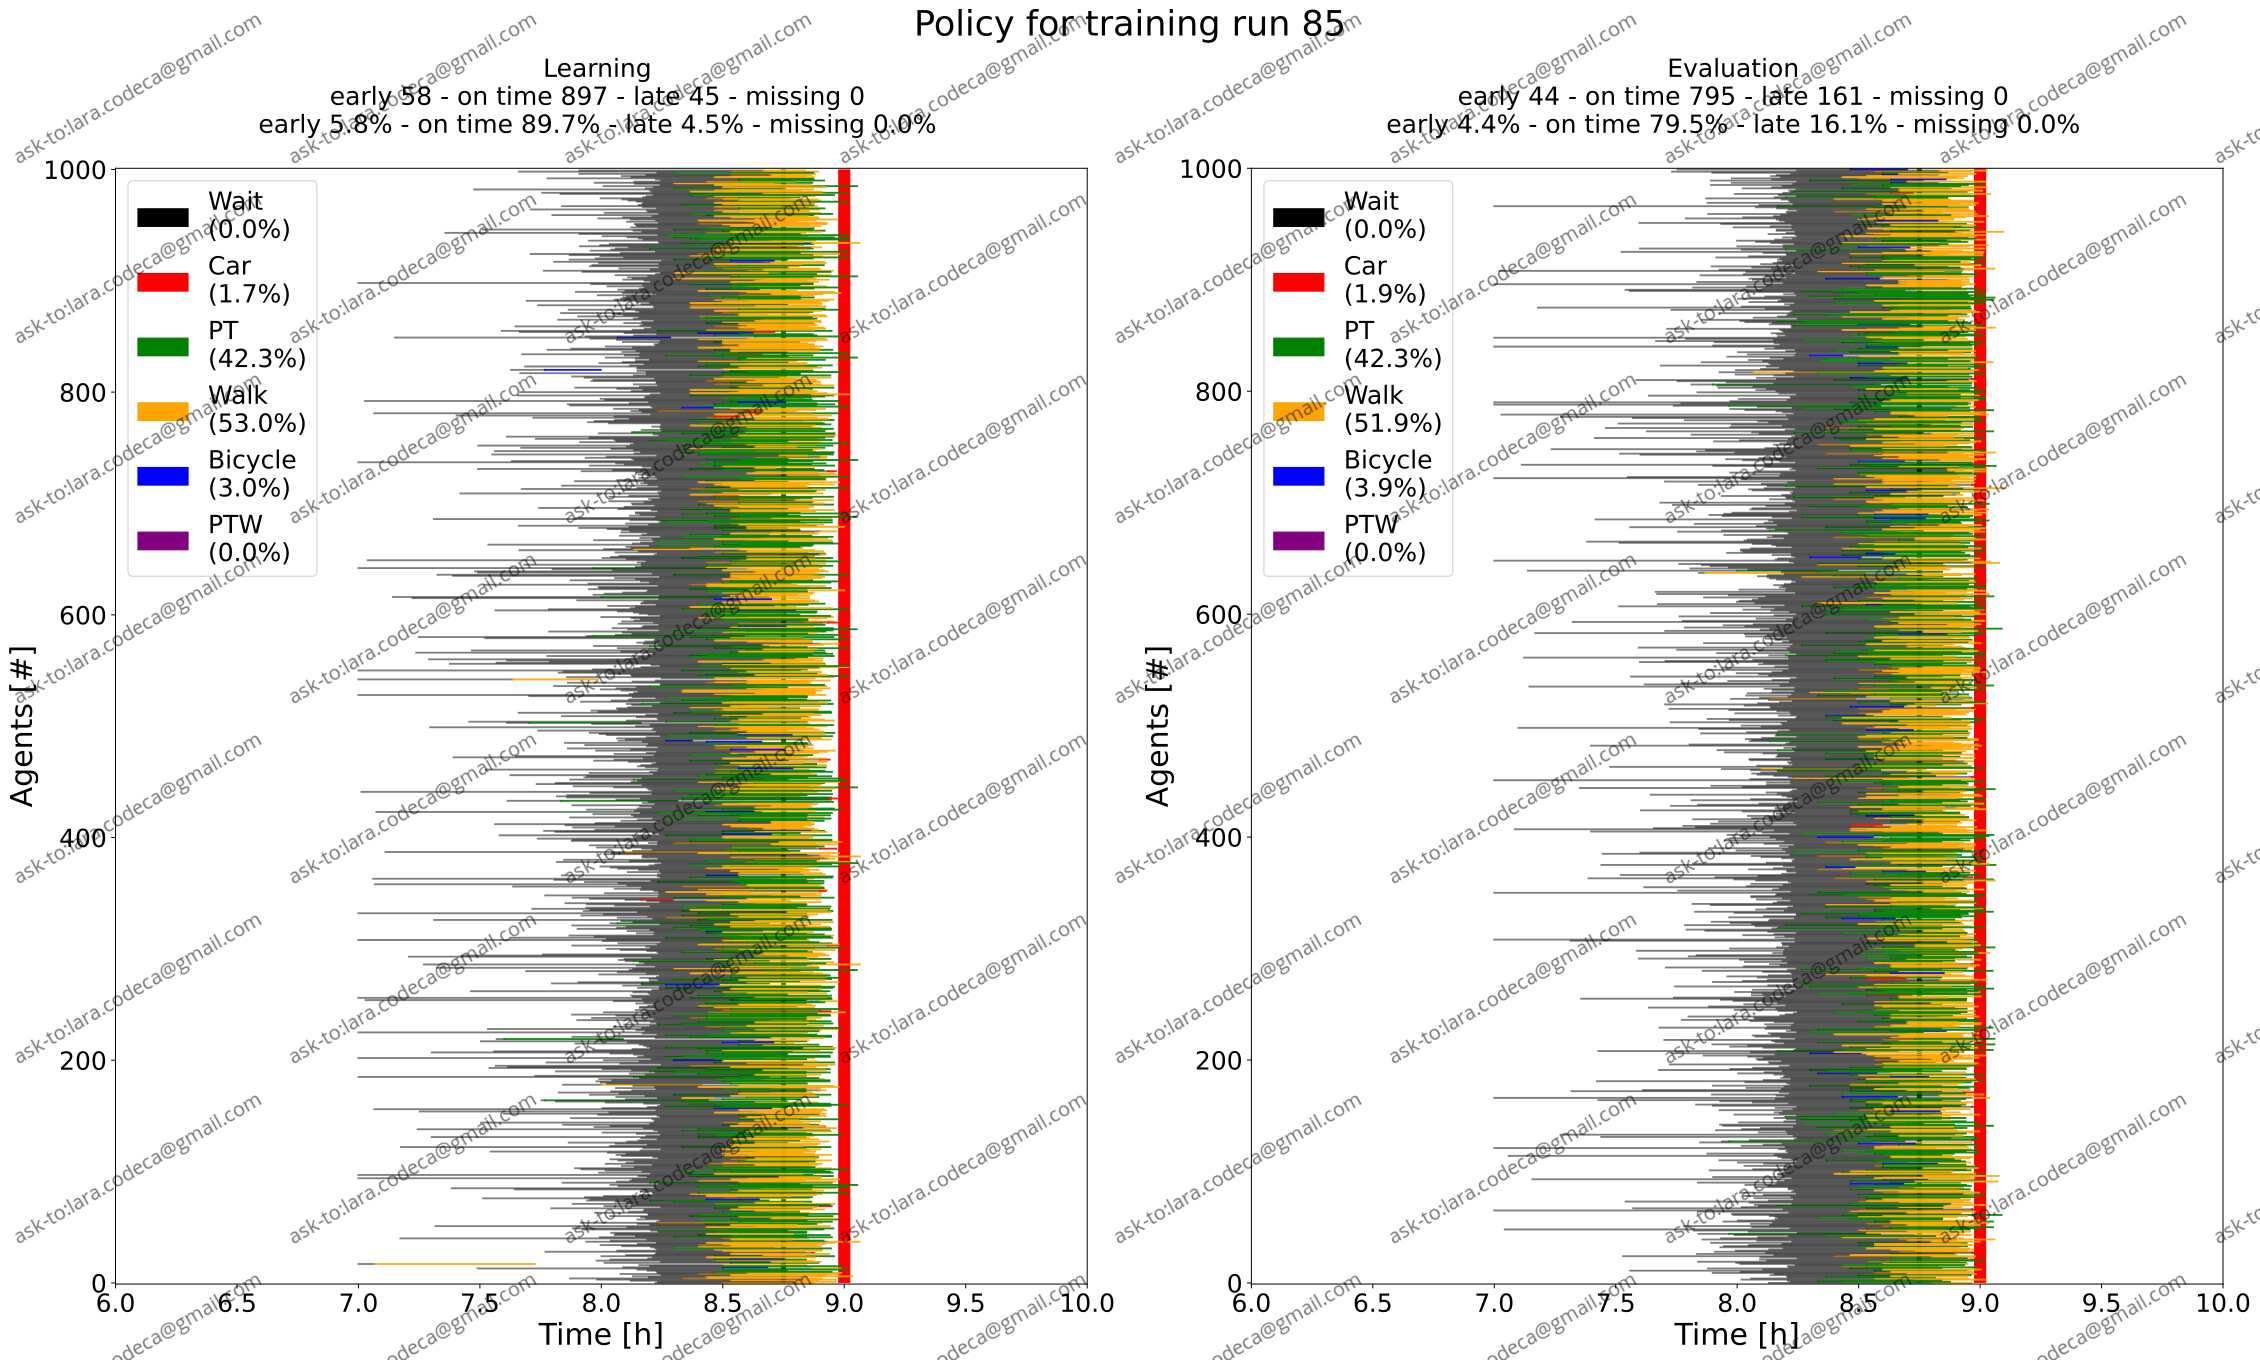 Policy for training run 85
Learning
early 58 - on time 897 - late 45 - missing 0
early 5.8% - on time 89.7% - late 4.5% - missing 0.0%
Wait
(0.0%)
Car
(1.7%)
PT
(42.3%)
Walk
(53.0%)
Bicycle
(3.0%)
PTW
(0.0%)
Agents [#]
1000
800
600
400
200
0
6.0 6.5 7.0 7.5 8.0 8.5 9.0 9.5 10.0
Time [h]
Evaluation
early 44 - on time 795 - late 161 - missing 0
early 4.4% - on time 79.5% - late 16.1% - missing 0.0%
Wait
(0.0%)
Car
(1.9%)
PT
(42.3%)
Walk
(51.9%)
Bicycle
(3.9%)
PTW
(0.0%)
Agents [#]
1000
800
600
400
200
0
6.0 6.5 7.0 7.5 8.0 8.5 9.0 9.5 10.0
Time [h]
ask-to:lara.codeca@gmail.com